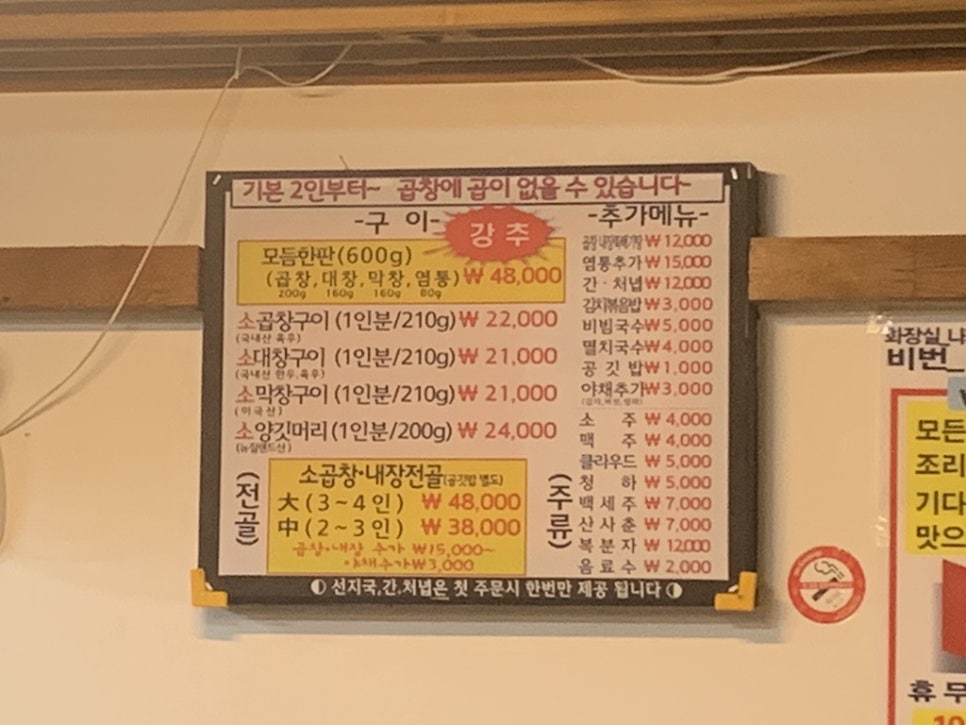 기본 2인부터~ 곱창에 곱이 없을 수 있습니다~
-구 이-
강추
모듬한판(600g)
(곱창,대창,막창,염통) ₩ 48,000
200g 160g 160g 80g
소곱창구이 (1인분/210g) ₩ 22,000
(국내산 육우)
소대창구이 (1인분/210g) ₩ 21,000
(국내산 한우,육우)
소막창구이 (1인분/210g) ₩ 21,000
(미국산)
소양깃머리 (1인분/200g) ₩ 24,000
(뉴질랜드산)
(전골)
소곱창·내장전골(공깃밥 별도)
大 (3~4인) ₩ 48,000
中 (2~3인) ₩ 38,000
곱창·내장 추가 ₩15,000~
야채추가₩3,000
-추가메뉴-
₩ 12,000
염통추가 ₩ 15,000
간·처녑 ₩ 12,000
김치볶음밥 ₩ 3,000
비빔국수 ₩ 5,000
멸치국수 ₩ 4,000
공깃밥 ₩ 1,000
야채추가 ₩3,000
(주류)
소 주 ₩ 4,000
맥 주 ₩ 4,000
클라우드 ₩ 5,000
청 하 ₩ 5,000
백세주 ₩ 7,000
산사춘 ₩ 7,000
복분자 ₩ 12,000
음료수 ₩ 2,000
선지국,간,처녑은 첫 주문시 한번만 제공 됩니다
화장실
비번
모든
조리
기다
맛으
휴 무
10